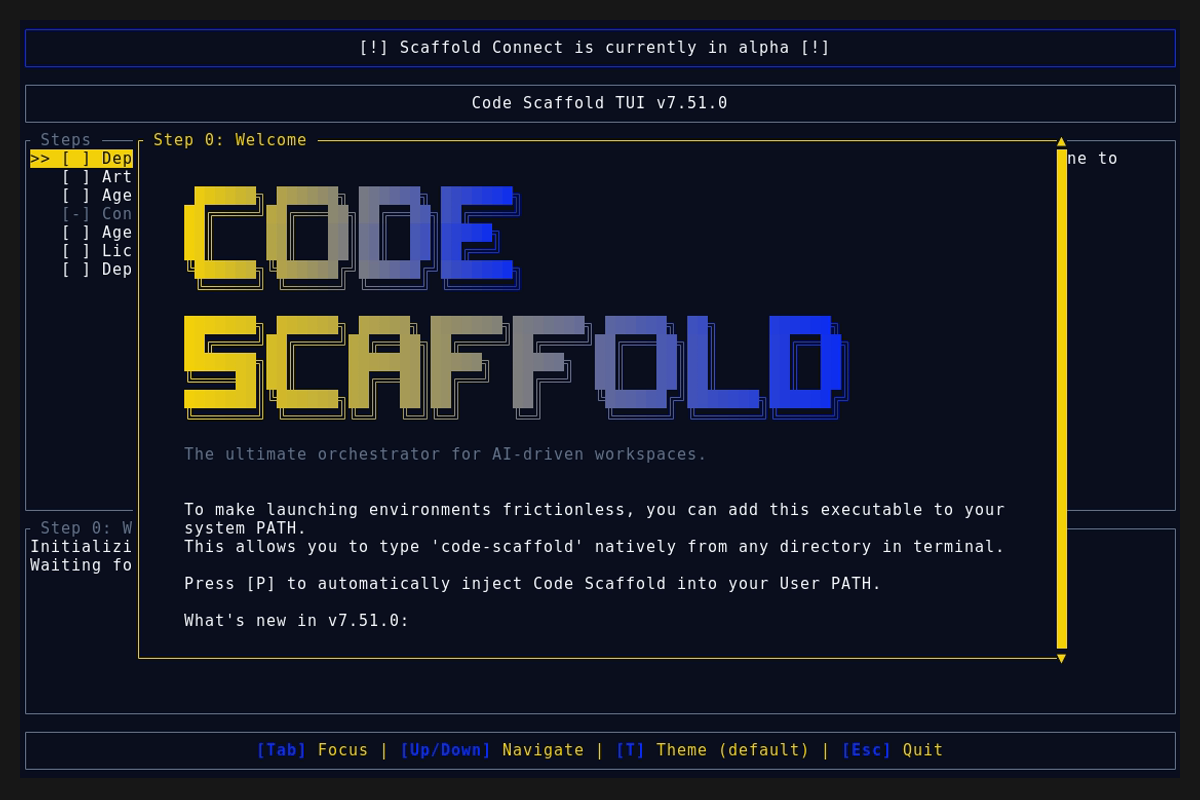 [!] Scaffold Connect is currently in alpha [!]
Code Scaffold TUI v7.51.0
Steps
>> [ ] Dep
[ ] Art
[ ] Age
[-] Con
[ ] Age
[ ] Lic
[ ] Dep
Step 0: Welcome
ne to
CODE
SCAFFOLD
The ultimate orchestrator for AI-driven workspaces.
To make launching environments frictionless, you can add this executable to your
system PATH.
This allows you to type 'code-scaffold' natively from any directory in terminal.
Press [P] to automatically inject Code Scaffold into your User PATH.
What's new in v7.51.0:
Step 0: W
Initializi
Waiting fo
[Tab] Focus | [Up/Down] Navigate | [T] Theme (default) | [Esc] Quit